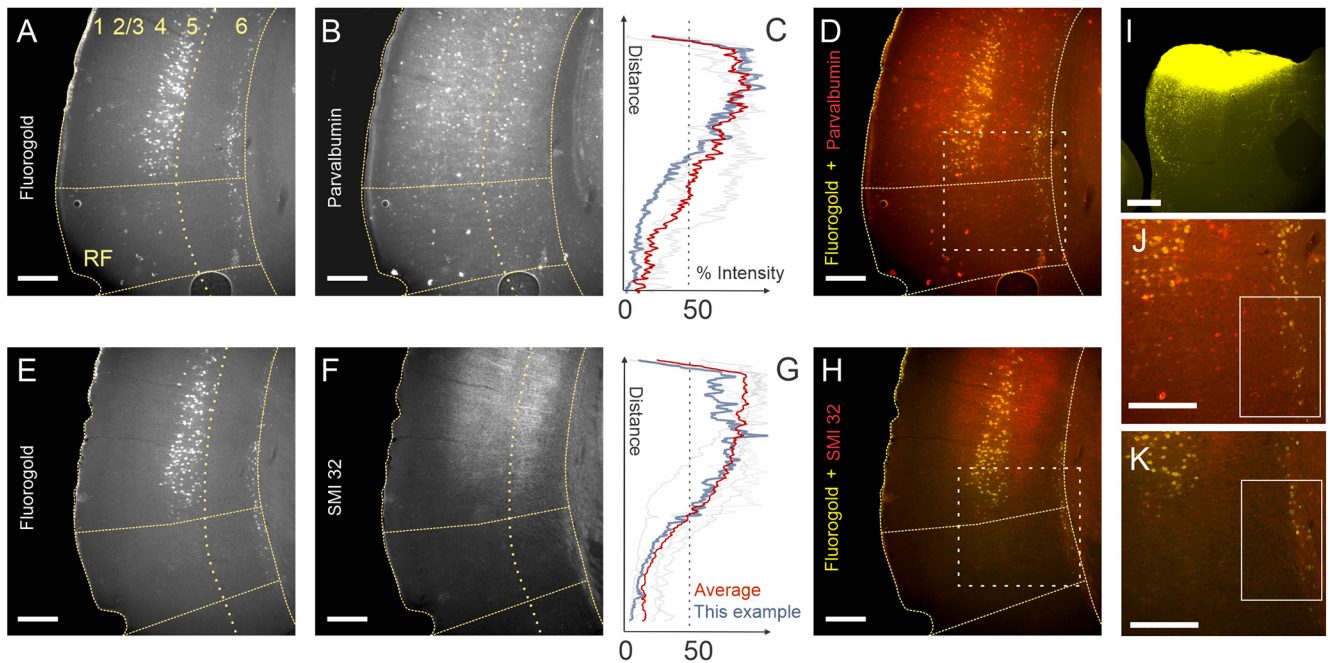 A
1 2/3 4 5 6
Fluorogold
RF
B
Parvalbumin
C
Distance
% Intensity
0 50
D
Fluorogold + Parvalbumin
I
J
E
Fluorogold
F
SMI 32
G
Distance
Average
This example
0 50
H
Fluorogold + SMI 32
K